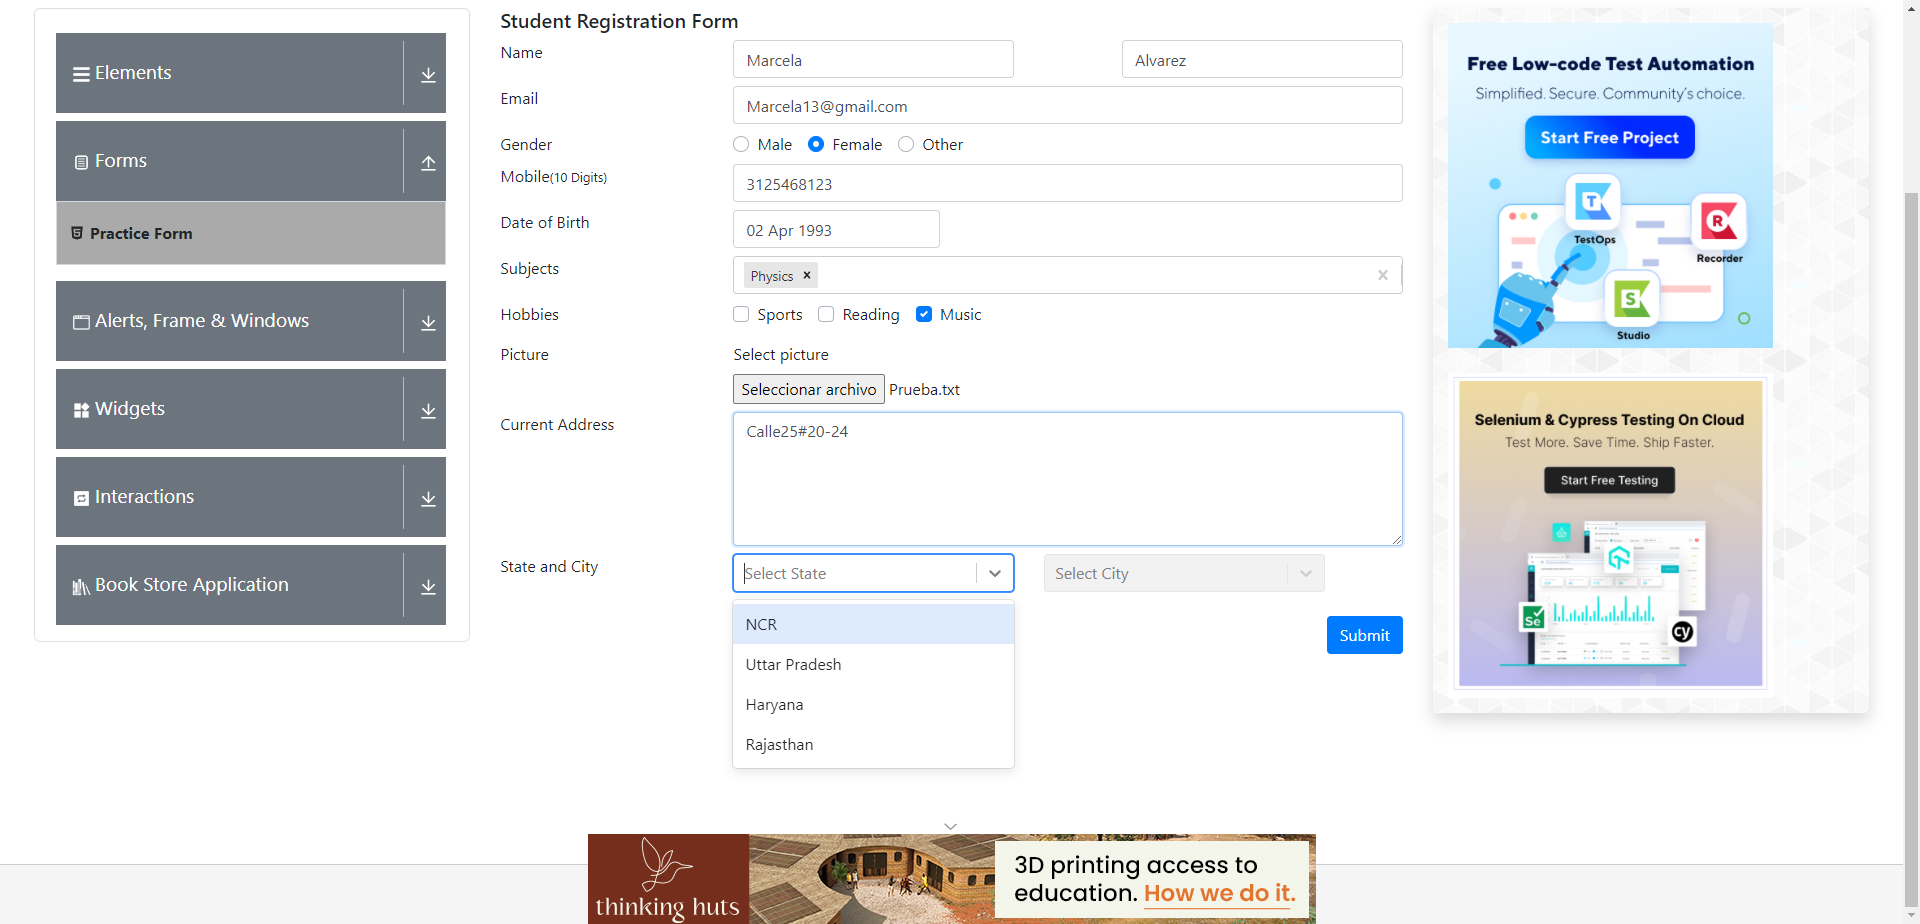 Elements
Forms
Practice Form
Alerts, Frame & Windows
Widgets
Interactions
Book Store Application
Student Registration Form
Name
Marcela
Alvarez
Email
Marcela13@gmail.com
Gender
Male
Female
Other
Mobile(10 Digits)
3125468123
Date of Birth
02 Apr 1993
Subjects
Physics
Hobbies
Sports
Reading
Music
Picture
Select picture
Seleccionar archivo Prueba.txt
Current Address
Calle25#20-24
State and City
Select State
Select City
NCR
Uttar Pradesh
Haryana
Rajasthan
Submit
Free Low-code Test Automation
Simplified. Secure. Community's choice.
Start Free Project
TestOps
Recorder
Studio
Selenium & Cypress Testing On Cloud
Test More. Save Time. Ship Faster.
Start Free Testing
Se
cy
thinking huts
3D printing access to
education. How we do it.